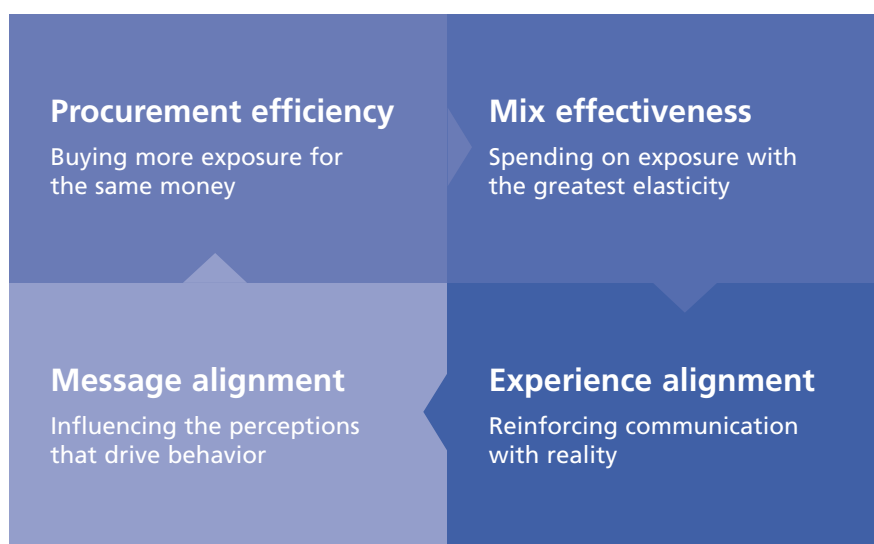 Procurement efficiency
Buying more exposure for
the same money
Mix effectiveness
Spending on exposure with
the greatest elasticity
Message alignment
Influencing the perceptions
that drive behavior
Experience alignment
Reinforcing communication
with reality